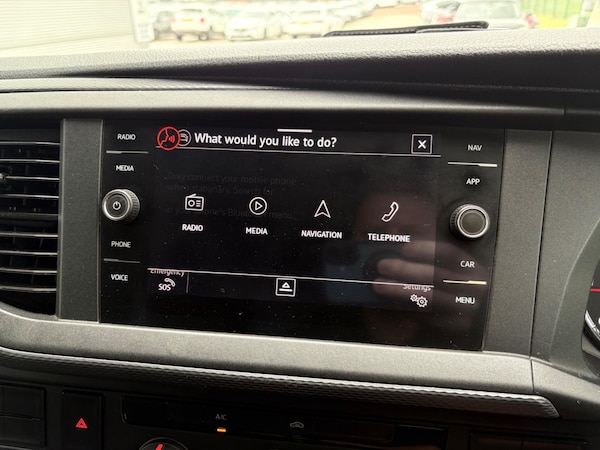 RADIO
MEDIA
PHONE
VOICE
What would you like to do?
RADIO
MEDIA
NAVIGATION
TELEPHONE
Emergency
SOS
Settings
NAV
APP
CAR
MENU
A/C